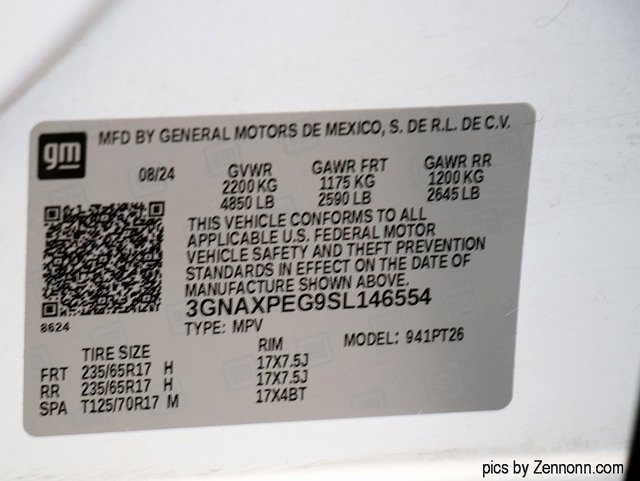 gm
MFD BY GENERAL MOTORS DE MEXICO, S. DE R.L. DE C.V.
08/24 GVWR GAWR FRT GAWR RR
2200 KG 1175 KG 1200 KG
4850 LB 2590 LB 2645 LB
THIS VEHICLE CONFORMS TO ALL
APPLICABLE U.S. FEDERAL MOTOR
VEHICLE SAFETY AND THEFT PREVENTION
STANDARDS IN EFFECT ON THE DATE OF
MANUFACTURE SHOWN ABOVE.
3GNAXPEG9SL146554
8624
TYPE: MPV MODEL: 941PT26
TIRE SIZE RIM
FRT 235/65R17 H 17X7.5J
RR 235/65R17 H 17X7.5J
SPA T125/70R17 M 17X4BT
pics by Zennonn.com